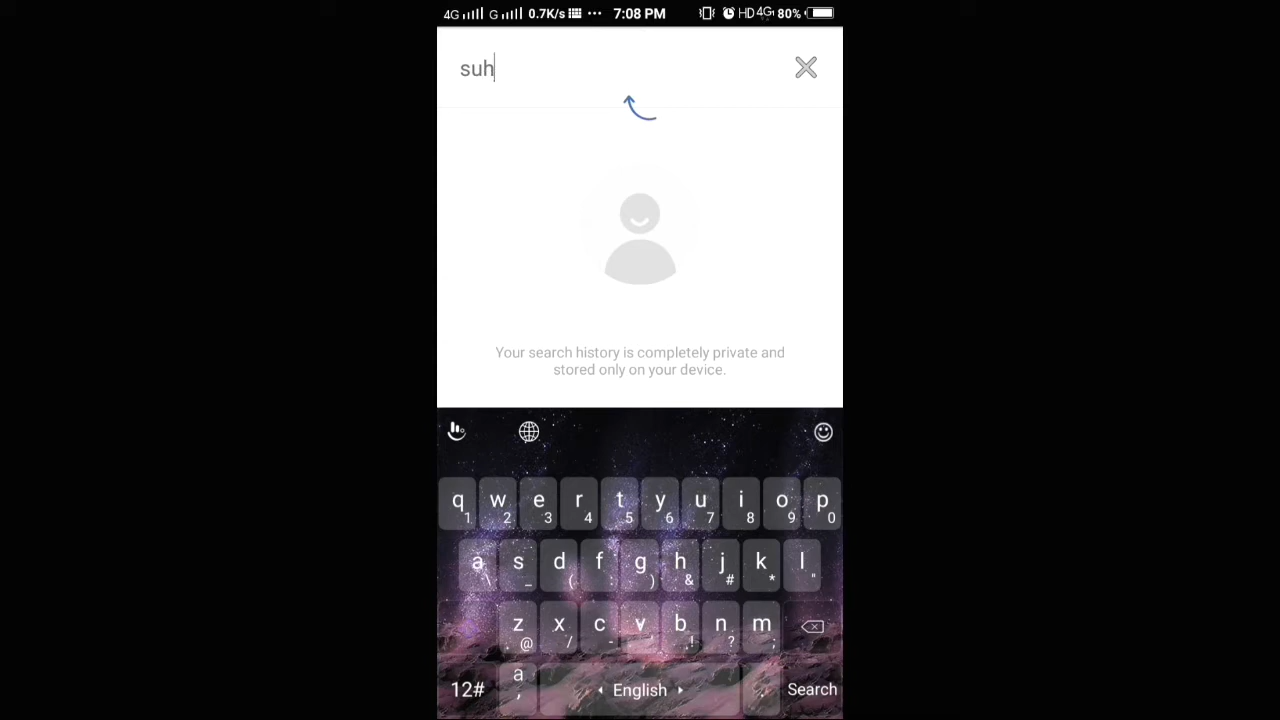 4G G 0.7K/s ... 7:08 PM HD 4G 80%
suh
Your search history is completely private and
stored only on your device.
q w e r t y u i o p
1 2 3 4 5 6 7 8 9 0
a s d f g h j k l
\ _ ( : ) & # * "
z x c v b n m
@ / - ' ! ? ;
12# a , English . Search